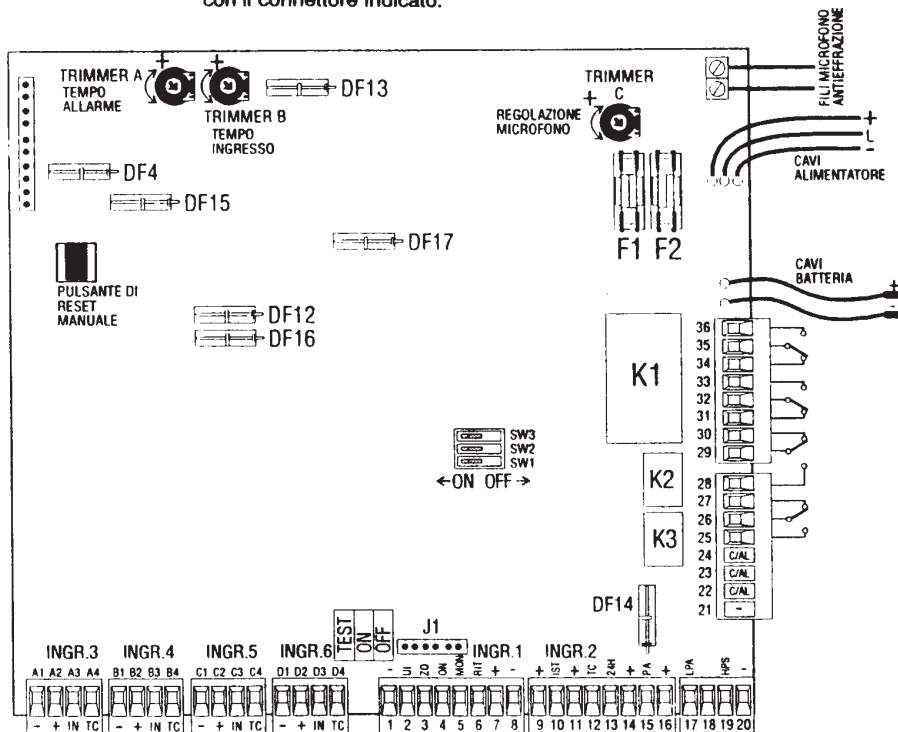 con il connettore indicato.
FILI MICROFONO
ANTIEFFRAZIONE
TRIMMER A
TEMPO
ALLARME
TRIMMER B
TEMPO
INGRESSO
DF13
TRIMMER
C
REGOLAZIONE
MICROFONO
+
L
-
CAVI
ALIMENTATORE
DF4
DF15
DF17
F1 F2
PULSANTE DI
RESET
MANUALE
CAVI
BATTERIA
+
-
DF12
DF16
K1
36
35
34
33
32
31
30
29
SW3
SW2
SW1
←ON OFF→
K2
K3
28
27
26
25
24 C/AL
23 C/AL
22 C/AL
21 -
DF14
TEST
ON
OFF
J1
INGR.3 INGR.4 INGR.5 INGR.6 INGR.1 INGR.2
A1 A2 A3 A4 B1 B2 B3 B4 C1 C2 C3 C4 D1 D2 D3 D4
- UI ZO ON MON RIT + - + IST + TC 24H + PA + LPA HPS -
- + IN TC - + IN TC - + IN TC - + IN TC
1 2 3 4 5 6 7 8 9 10 11 12 13 14 15 16 17 18 19 20